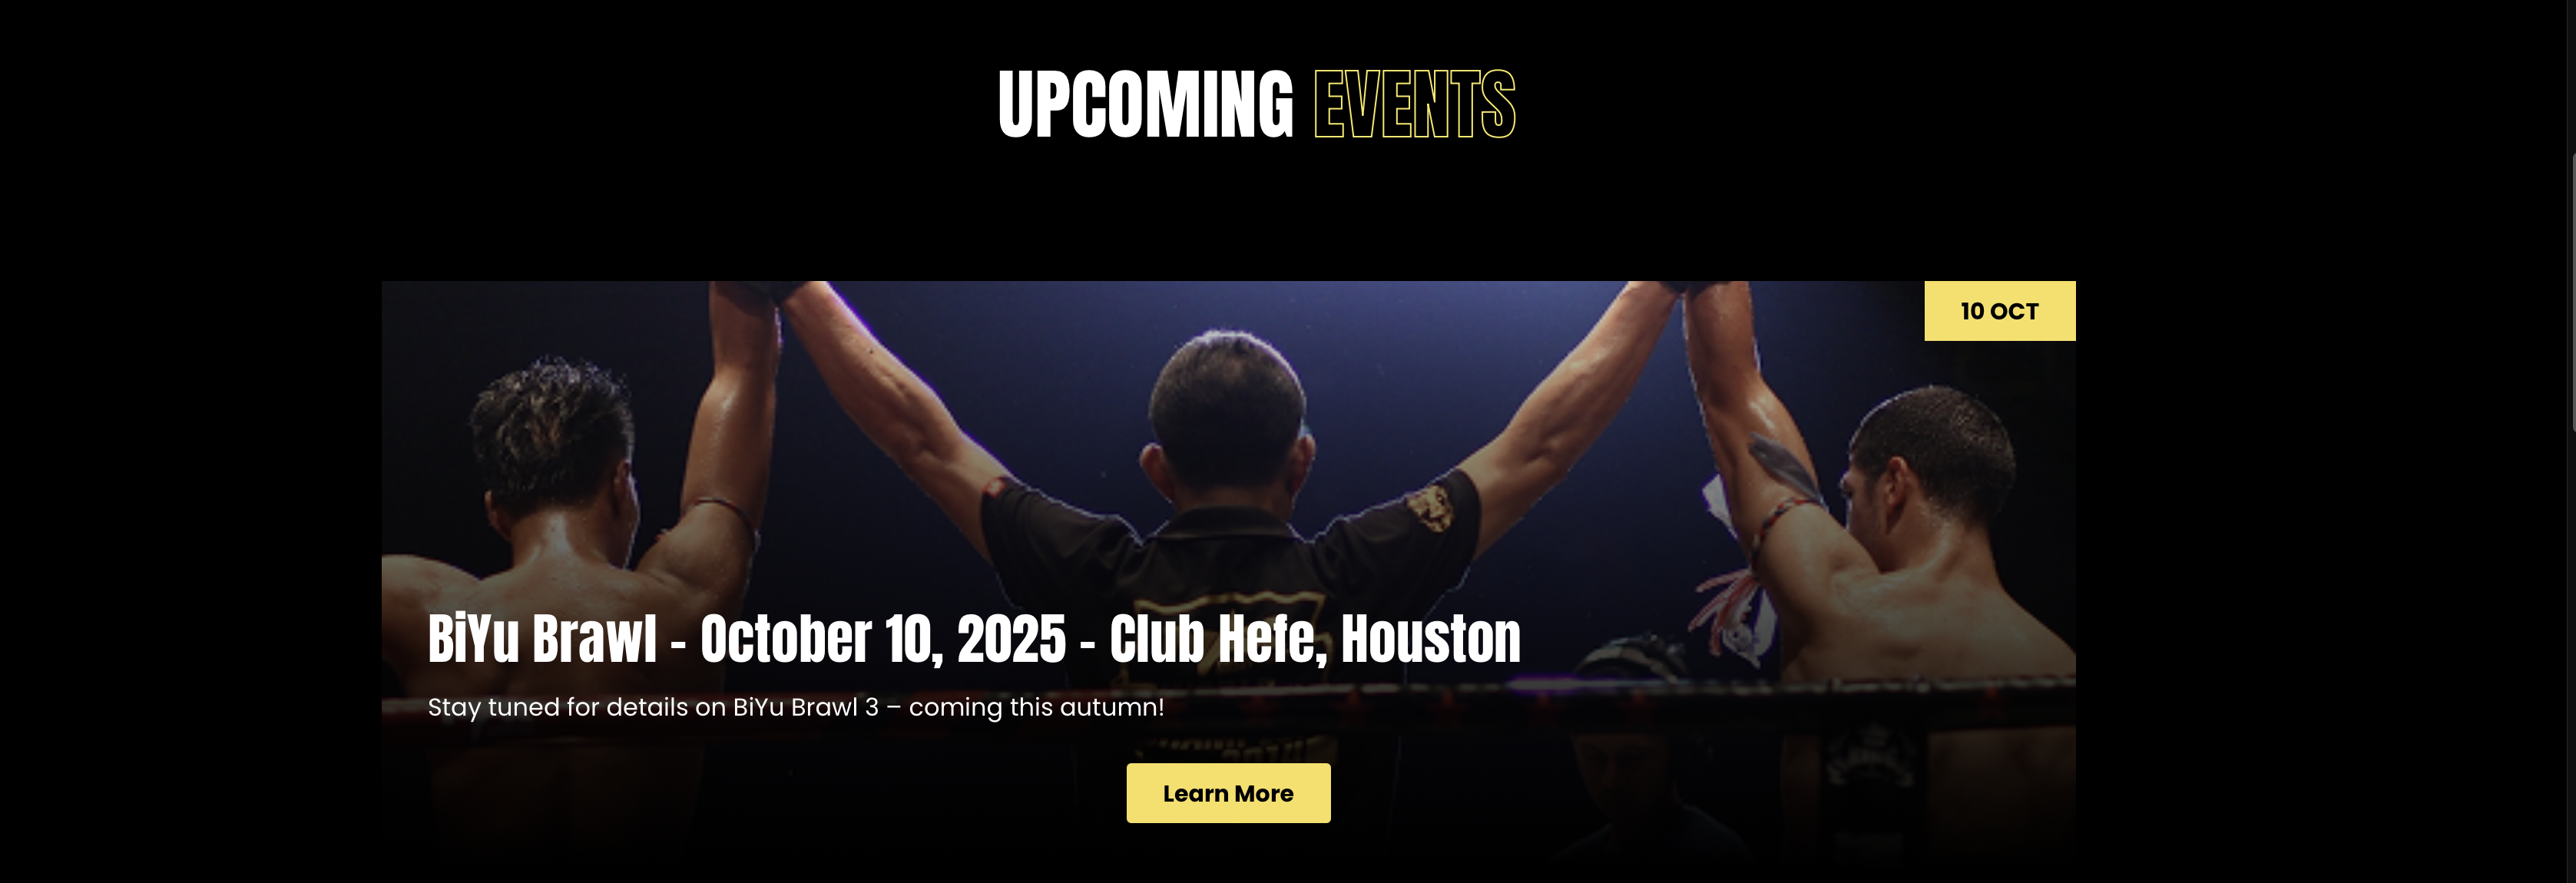 UPCOMING EVENTS
10 OCT
BiYu Brawl - October 10, 2025 - Club Hefe, Houston
Stay tuned for details on BiYu Brawl 3 – coming this autumn!
Learn More